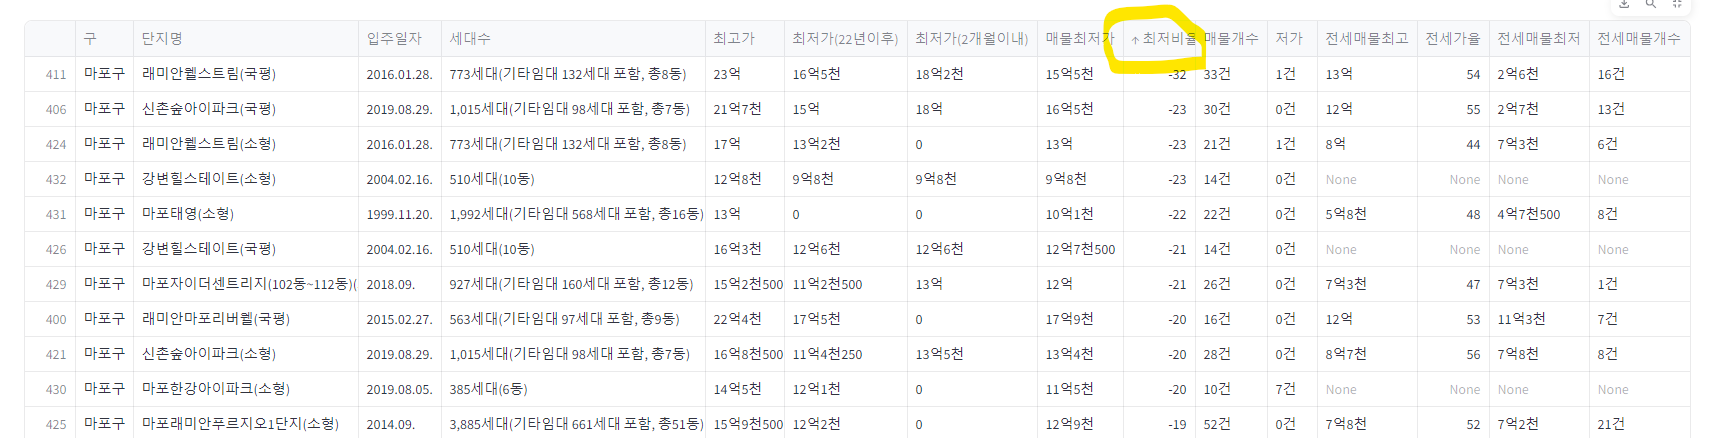 구 단지명 입주일자 세대수 최고가 최저가(22년이후) 최저가(2개월이내) 매물최저가 ↑ 최저비율 매물개수 저가 전세매물최고 전세가율 전세매물최저 전세매물개수
411 마포구 래미안웰스트림(국평) 2016.01.28. 773세대(기타임대 132세대 포함, 총8동) 23억 16억5천 18억2천 15억5천 -32 33건 1건 13억 54 2억6천 16건
406 마포구 신촌숲아이파크(국평) 2019.08.29. 1,015세대(기타임대 98세대 포함, 총7동) 21억7천 15억 18억 16억5천 -23 30건 0건 12억 55 2억7천 13건
424 마포구 래미안웰스트림(소형) 2016.01.28. 773세대(기타임대 132세대 포함, 총8동) 17억 13억2천 0 13억 -23 21건 1건 8억 44 7억3천 6건
432 마포구 강변힐스테이트(소형) 2004.02.16. 510세대(10동) 12억8천 9억8천 9억8천 9억8천 -23 14건 0건 None None None None
431 마포구 마포태영(소형) 1999.11.20. 1,992세대(기타임대 568세대 포함, 총16동) 13억 0 0 10억1천 -22 22건 0건 5억8천 48 4억7천500 8건
426 마포구 강변힐스테이트(국평) 2004.02.16. 510세대(10동) 16억3천 12억6천 12억6천 12억7천500 -21 14건 0건 None None None None
429 마포구 마포자이더센트리지(102동~112동)( 2018.09. 927세대(기타임대 160세대 포함, 총12동) 15억2천500 11억2천500 13억 12억 -21 26건 0건 7억3천 47 7억3천 1건
400 마포구 래미안마포리버웰(국평) 2015.02.27. 563세대(기타임대 97세대 포함, 총9동) 22억4천 17억5천 0 17억9천 -20 16건 0건 12억 53 11억3천 7건
421 마포구 신촌숲아이파크(소형) 2019.08.29. 1,015세대(기타임대 98세대 포함, 총7동) 16억8천500 11억4천250 13억5천 13억4천 -20 28건 0건 8억7천 56 7억8천 8건
430 마포구 마포한강아이파크(소형) 2019.08.05. 385세대(6동) 14억5천 12억1천 0 11억5천 -20 10건 7건 None None None None
425 마포구 마포래미안푸르지오1단지(소형) 2014.09. 3,885세대(기타임대 661세대 포함, 총51동) 15억9천500 12억2천 0 12억9천 -19 52건 0건 7억8천 52 7억2천 21건